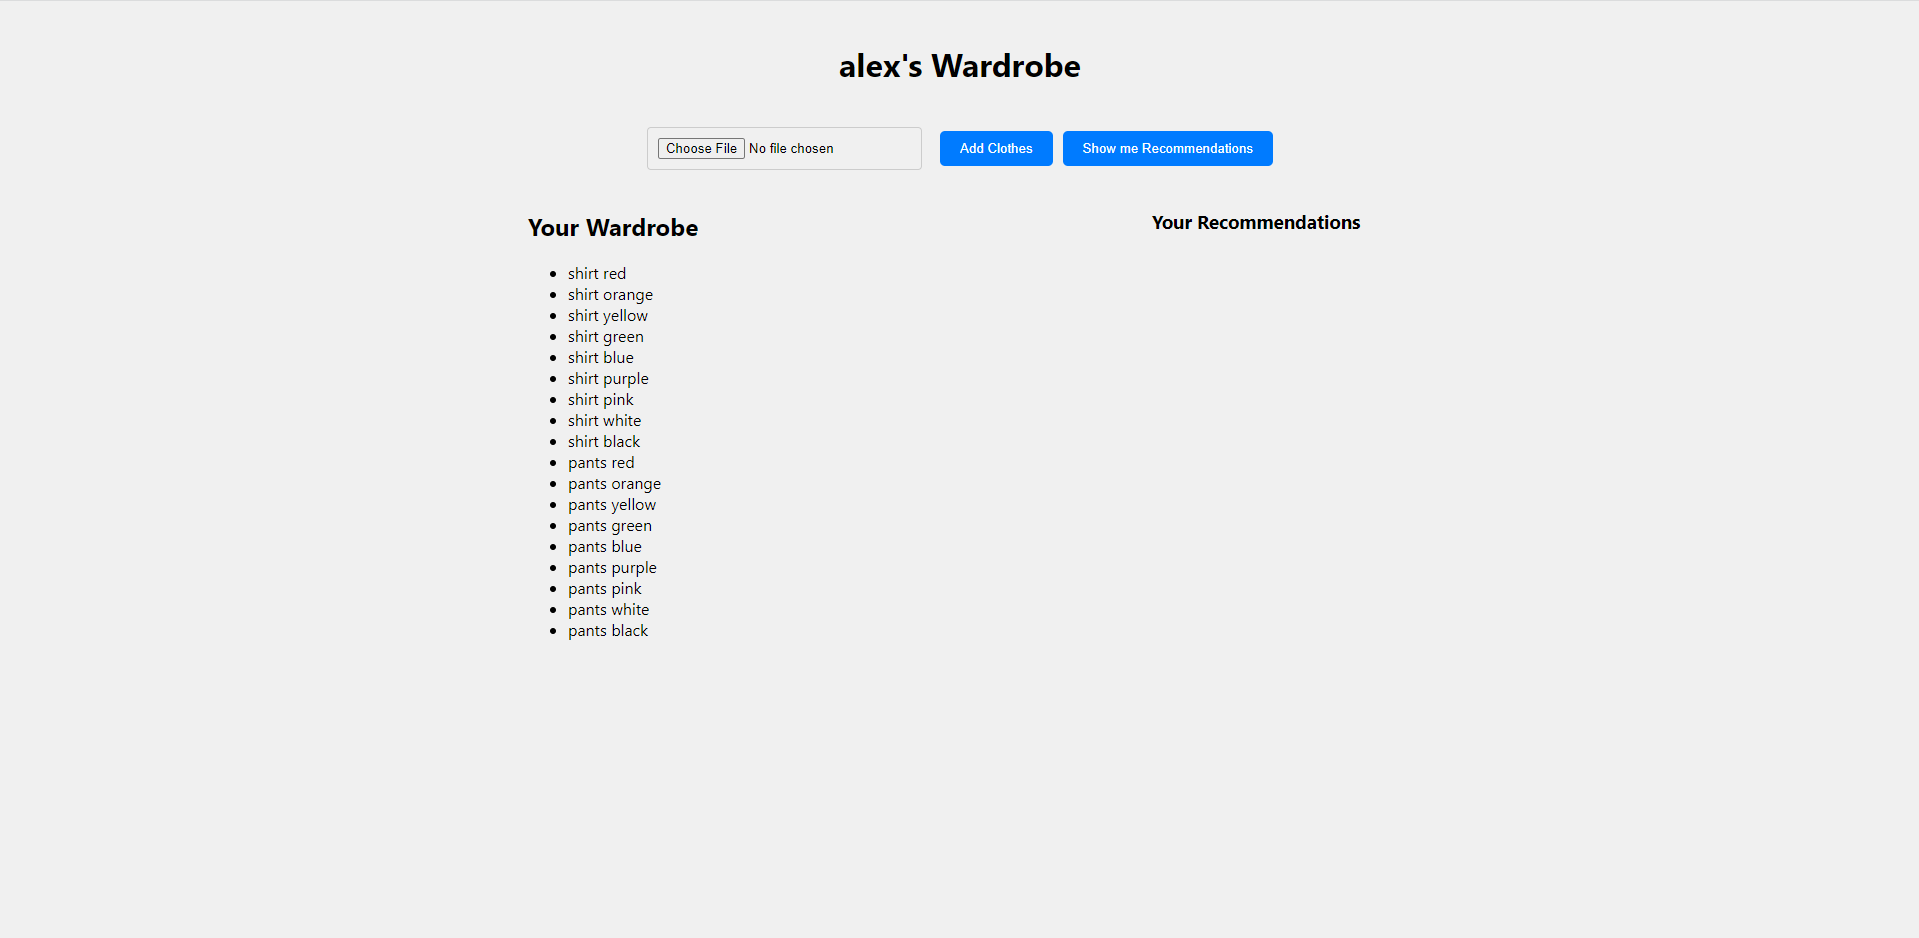 alex's Wardrobe
Choose File No file chosen
Add Clothes
Show me Recommendations
Your Wardrobe
shirt red
shirt orange
shirt yellow
shirt green
shirt blue
shirt purple
shirt pink
shirt white
shirt black
pants red
pants orange
pants yellow
pants green
pants blue
pants purple
pants pink
pants white
pants black
Your Recommendations